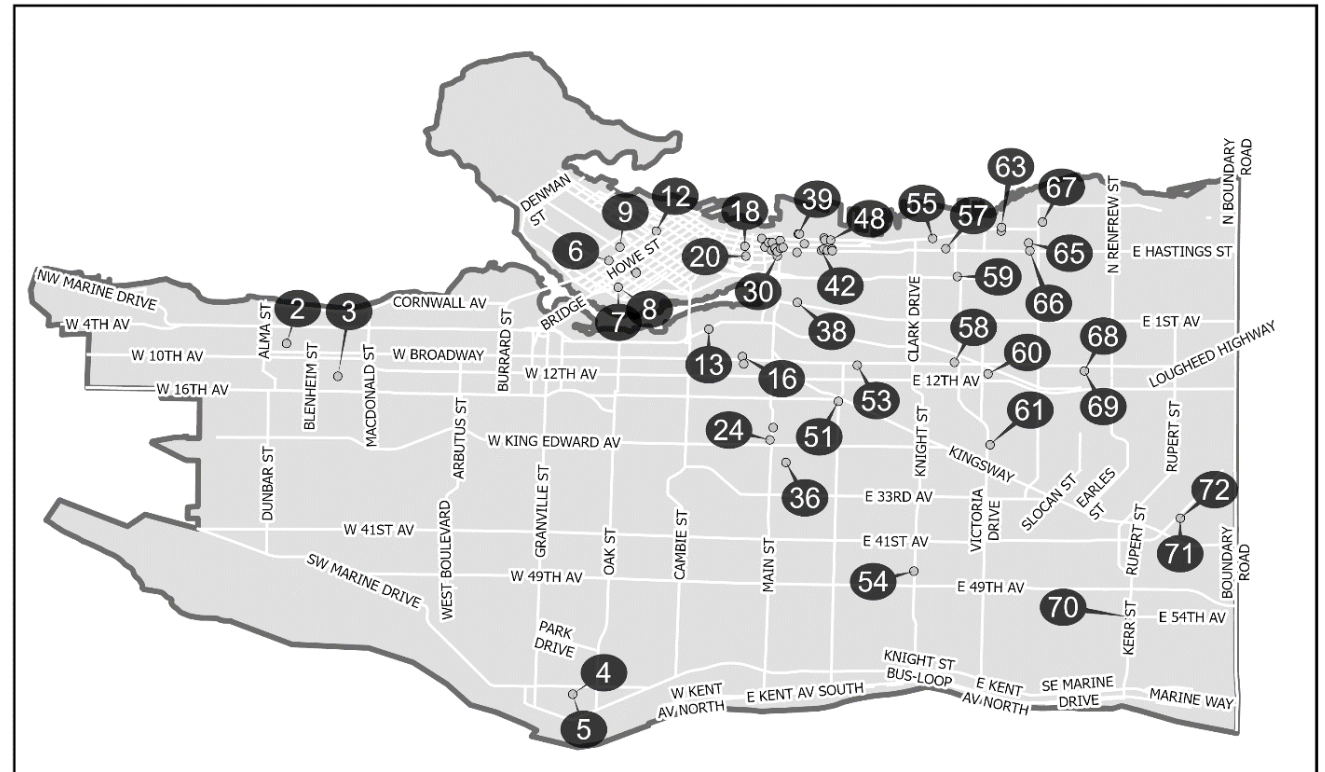 63
N BOUNDARY
ROAD
DENMAN
ST
12
67
9
18
39
48
55
57
N RENFREW ST
6
HOWE ST
20
65
E HASTINGS ST
NW MARINE DRIVE
2
3
CORNWALL AV
BRIDGE
30
42
59
66
7
8
38
CLARK DRIVE
W 4TH AV
ALMA ST
E 1ST AV
BURRARD ST
58
68
LOUGHEED HIGHWAY
W 10TH AV
BLENHEIM ST
MACDONALD ST
W BROADWAY
13
16
60
W 12TH AV
E 12TH AV
W 16TH AV
53
69
61
ARBUTUS ST
24
51
KNIGHT ST
RUPERT ST
W KING EDWARD AV
KINGSWAY
DUNBAR ST
36
E 33RD AV
SLOCAN ST
EARLES
ST
72
GRANVILLE ST
VICTORIA
DRIVE
W 41ST AV
OAK ST
CAMBIE ST
E 41ST AV
RUPERT ST
71
BOUNDARY
ROAD
WEST BOULEVARD
MAIN ST
SW MARINE DRIVE
W 49TH AV
54
E 49TH AV
70
KERR ST
E 54TH AV
PARK
DRIVE
4
KNIGHT ST
BUS-LOOP
W KENT
AV NORTH
E KENT AV SOUTH
E KENT
AV NORTH
SE MARINE
DRIVE
MARINE WAY
5